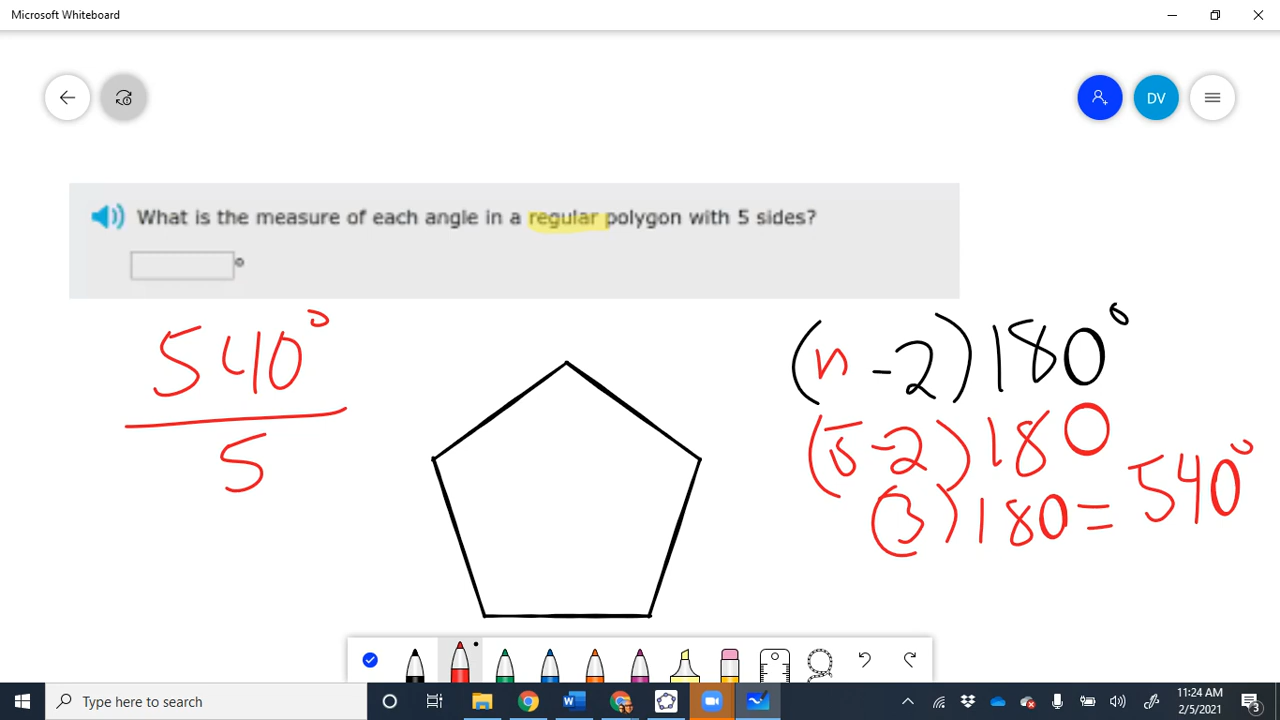 Microsoft Whiteboard
DV
What is the measure of each angle in a regular polygon with 5 sides?
°
540°
5
(n-2)180°
(5-2)180
(3)180=540°
Type here to search
11:24 AM
2/5/2021
3